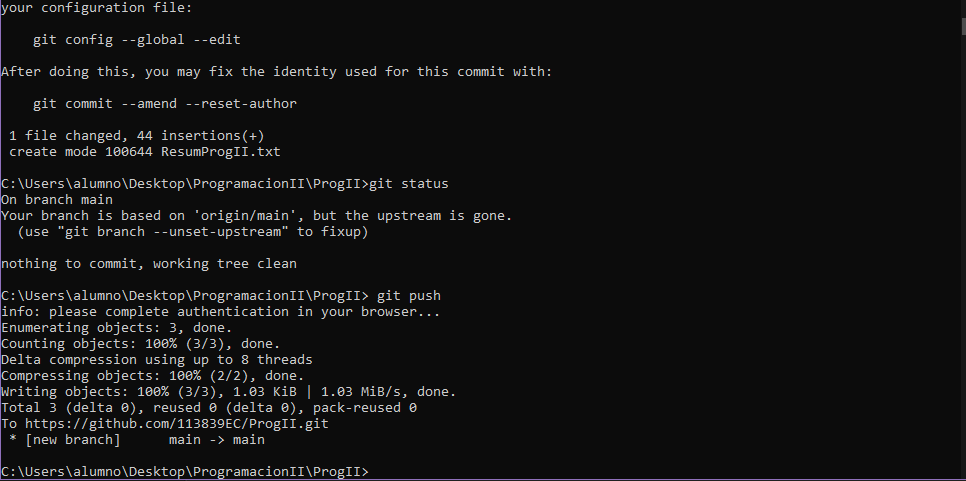 your configuration file:
git config --global --edit
After doing this, you may fix the identity used for this commit with:
git commit --amend --reset-author
1 file changed, 44 insertions(+)
create mode 100644 ResumProgII.txt
C:\Users\alumno\Desktop\ProgramacionII\ProgII>git status
On branch main
Your branch is based on 'origin/main', but the upstream is gone.
(use "git branch --unset-upstream" to fixup)
nothing to commit, working tree clean
C:\Users\alumno\Desktop\ProgramacionII\ProgII> git push
info: please complete authentication in your browser...
Enumerating objects: 3, done.
Counting objects: 100% (3/3), done.
Delta compression using up to 8 threads
Compressing objects: 100% (2/2), done.
Writing objects: 100% (3/3), 1.03 KiB | 1.03 MiB/s, done.
Total 3 (delta 0), reused 0 (delta 0), pack-reused 0
To https://github.com/113839EC/ProgII.git
* [new branch]      main -> main
C:\Users\alumno\Desktop\ProgramacionII\ProgII>